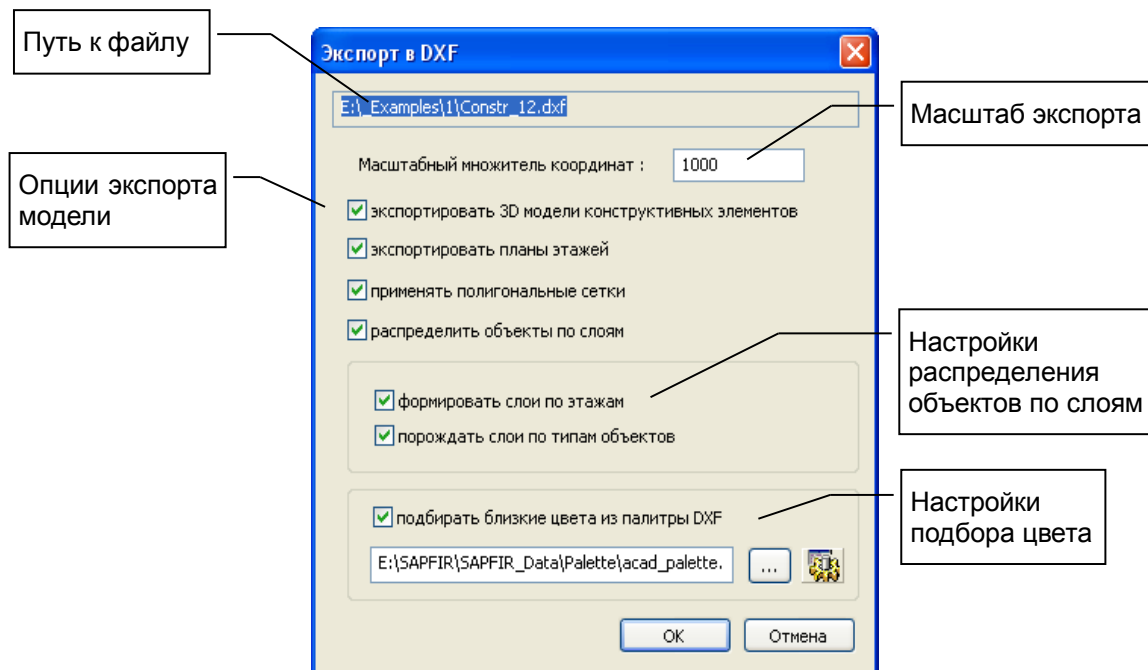 Путь к файлу
Экспорт в DXF
E:\_Examples\1\Constr_12.dxf
Масштаб экспорта
Масштабный множитель координат :
1000
Опции экспорта
модели
экспортировать 3D модели конструктивных элементов
экспортировать планы этажей
применять полигональные сетки
распределить объекты по слоям
Настройки
распределения
объектов по слоям
формировать слои по этажам
порождать слои по типам объектов
Настройки
подбора цвета
подбирать близкие цвета из палитры DXF
E:\SAPFIR\SAPFIR_Data\Palette\acad_palette.
...
OK
Отмена